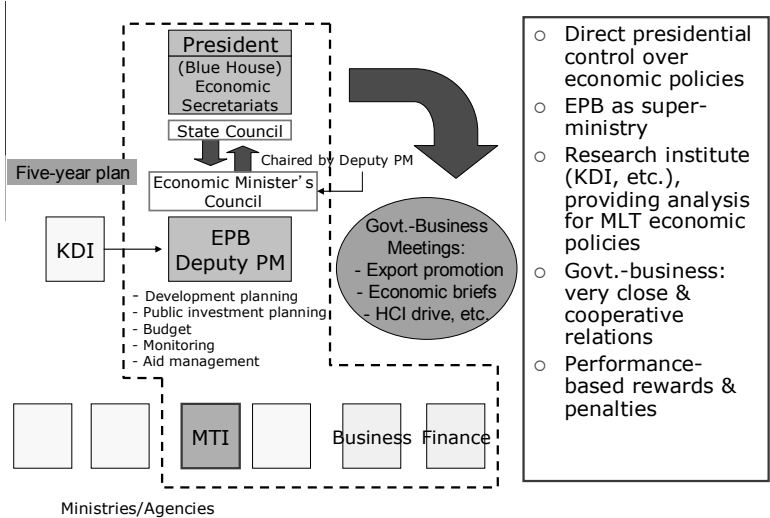 President
(Blue House)
Economic
Secretariats
State Council
Chaired by Deputy PM
Five-year plan
Economic Minister's
Council
KDI
EPB
Deputy PM
- Development planning
- Public investment planning
- Budget
- Monitoring
- Aid management
Govt.-Business
Meetings:
- Export promotion
- Economic briefs
- HCI drive, etc.
MTI
Business
Finance
Ministries/Agencies
○ Direct presidential
control over
economic policies
○ EPB as super-
ministry
○ Research institute
(KDI, etc.),
providing analysis
for MLT economic
policies
○ Govt.-business:
very close &
cooperative
relations
○ Performance-
based rewards &
penalties